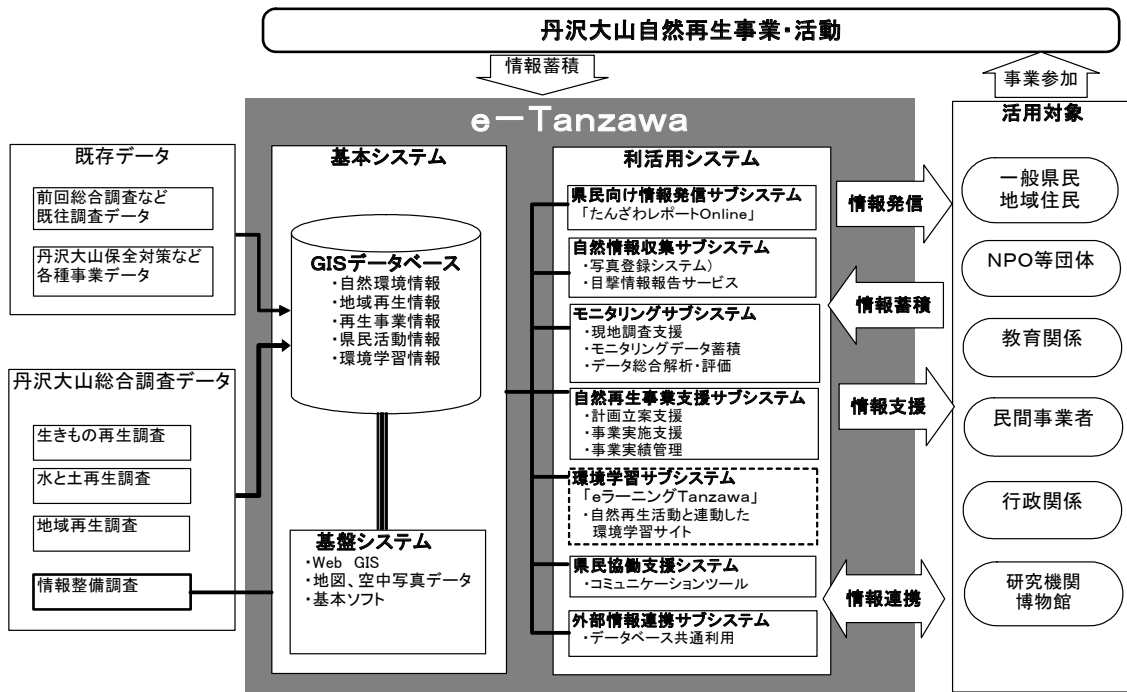 丹沢大山自然再生事業・活動
情報蓄積
事業参加
e－Tanzawa
既存データ
前回総合調査など
既往調査データ
丹沢大山保全対策など
各種事業データ
丹沢大山総合調査データ
生きもの再生調査
水と土再生調査
地域再生調査
情報整備調査
基本システム
GISデータベース
・自然環境情報
・地域再生情報
・再生事業情報
・県民活動情報
・環境学習情報
基盤システム
・Web GIS
・地図、空中写真データ
・基本ソフト
利活用システム
県民向け情報発信サブシステム
「たんざわレポートOnline」
自然情報収集サブシステム
・写真登録システム）
・目撃情報報告サービス
モニタリングサブシステム
・現地調査支援
・モニタリングデータ蓄積
・データ総合解析・評価
自然再生事業支援サブシステム
・計画立案支援
・事業実施支援
・事業実績管理
環境学習サブシステム
「eラーニングTanzawa」
・自然再生活動と連動した
環境学習サイト
県民協働支援システム
・コミュニケーションツール
外部情報連携サブシステム
・データベース共通利用
情報発信
情報蓄積
情報支援
情報連携
活用対象
一般県民
地域住民
NPO等団体
教育関係
民間事業者
行政関係
研究機関
博物館